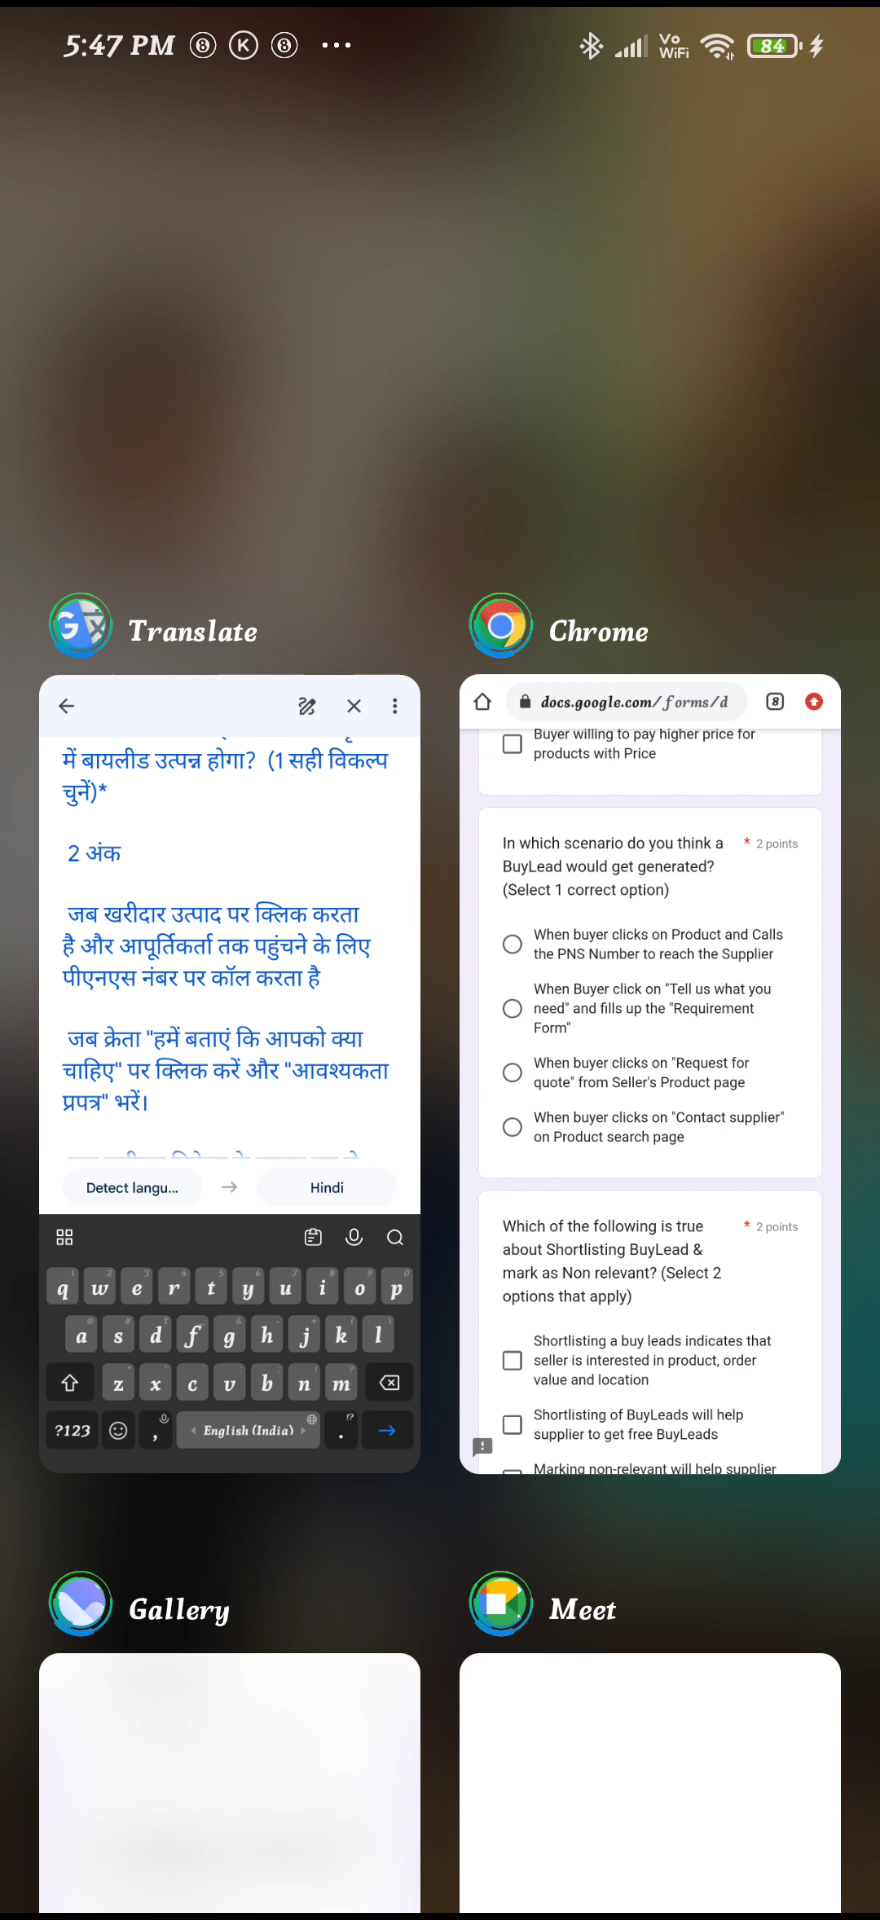 5:47 PM
Vo
WiFi
84
Translate
Chrome
में बायलीड उत्पन्न होगा? (1 सही विकल्प
चुनें)*
2 अंक
जब खरीदार उत्पाद पर क्लिक करता
है और आपूर्तिकर्ता तक पहुंचने के लिए
पीएनएस नंबर पर कॉल करता है
जब क्रेता "हमें बताएं कि आपको क्या
चाहिए" पर क्लिक करें और "आवश्यकता
प्रपत्र" भरें।
Detect langu...
Hindi
q w e r t y u i o p
a s d f g h j k l
z x c v b n m
?123 , English (India) .
docs.google.com/forms/d
8
Buyer willing to pay higher price for
products with Price
In which scenario do you think a * 2 points
BuyLead would get generated?
(Select 1 correct option)
When buyer clicks on Product and Calls
the PNS Number to reach the Supplier
When Buyer click on "Tell us what you
need" and fills up the "Requirement
Form"
When buyer clicks on "Request for
quote" from Seller's Product page
When buyer clicks on "Contact supplier"
on Product search page
Which of the following is true * 2 points
about Shortlisting BuyLead &
mark as Non relevant? (Select 2
options that apply)
Shortlisting a buy leads indicates that
seller is interested in product, order
value and location
Shortlisting of BuyLeads will help
supplier to get free BuyLeads
Marking non-relevant will help supplier
Gallery
Meet